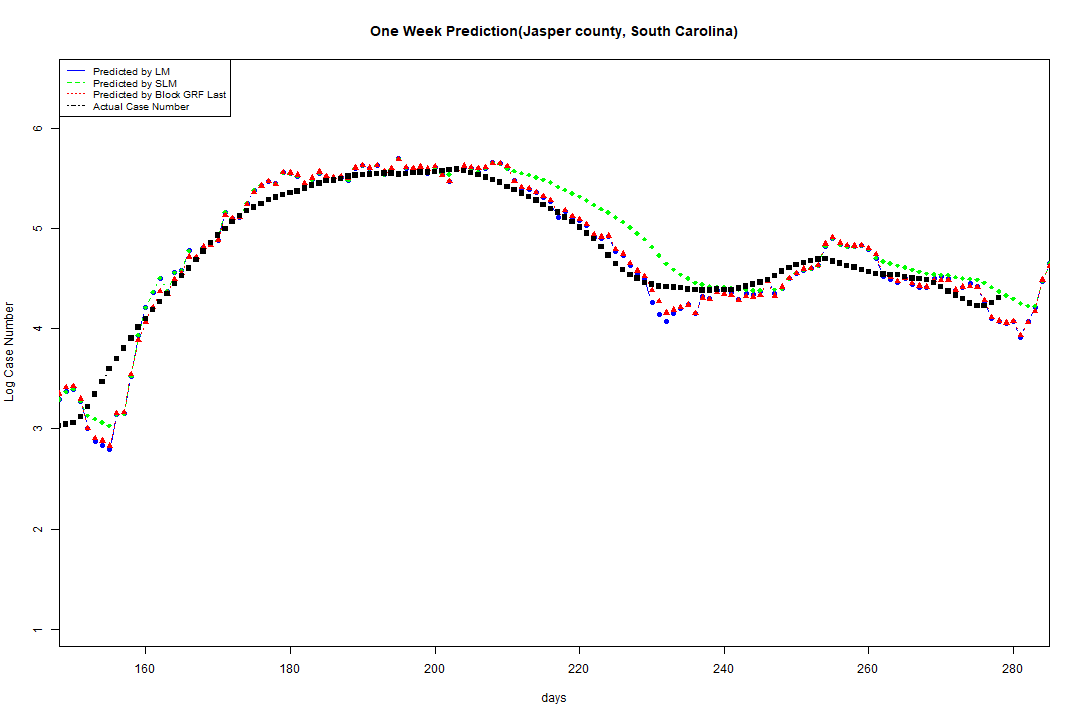 One Week Prediction(Jasper county, South Carolina)
Predicted by LM
Predicted by SLM
Predicted by Block GRF Last
Actual Case Number
6
5
4
3
2
1
Log Case Number
160 180 200 220 240 260 280
days